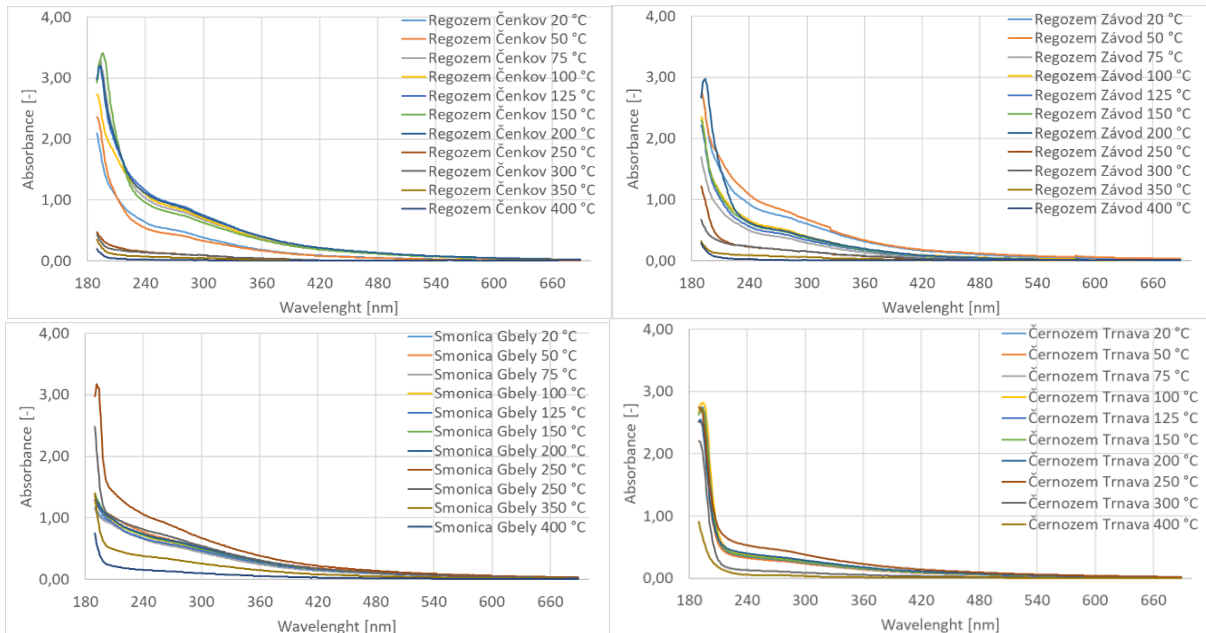 4,00
3,00
2,00
1,00
0,00
Absorbance [-]
180 240 300 360 420 480 540 600 660
Wavelenght [nm]
Regozem Čenkov 20 °C
Regozem Čenkov 50 °C
Regozem Čenkov 75 °C
Regozem Čenkov 100 °C
Regozem Čenkov 125 °C
Regozem Čenkov 150 °C
Regozem Čenkov 200 °C
Regozem Čenkov 250 °C
Regozem Čenkov 300 °C
Regozem Čenkov 350 °C
Regozem Čenkov 400 °C
4,00
3,00
2,00
1,00
0,00
Absorbance [-]
180 240 300 360 420 480 540 600 660
Wavelenght [nm]
Regozem Závod 20 °C
Regozem Závod 50 °C
Regozem Závod 75 °C
Regozem Závod 100 °C
Regozem Závod 125 °C
Regozem Závod 150 °C
Regozem Závod 200 °C
Regozem Závod 250 °C
Regozem Závod 300 °C
Regozem Závod 350 °C
Regozem Závod 400 °C
4,00
3,00
2,00
1,00
0,00
Absorbance [-]
180 240 300 360 420 480 540 600 660
Wavelenght [nm]
Smonica Gbely 20 °C
Smonica Gbely 50 °C
Smonica Gbely 75 °C
Smonica Gbely 100 °C
Smonica Gbely 125 °C
Smonica Gbely 150 °C
Smonica Gbely 200 °C
Smonica Gbely 250 °C
Smonica Gbely 250 °C
Smonica Gbely 350 °C
Smonica Gbely 400 °C
4,00
3,00
2,00
1,00
0,00
Absorbance [-]
180 240 300 360 420 480 540 600 660
Wavelenght [nm]
Černozem Trnava 20 °C
Černozem Trnava 50 °C
Černozem Trnava 75 °C
Černozem Trnava 100 °C
Černozem Trnava 125 °C
Černozem Trnava 150 °C
Černozem Trnava 200 °C
Černozem Trnava 250 °C
Černozem Trnava 300 °C
Černozem Trnava 400 °C